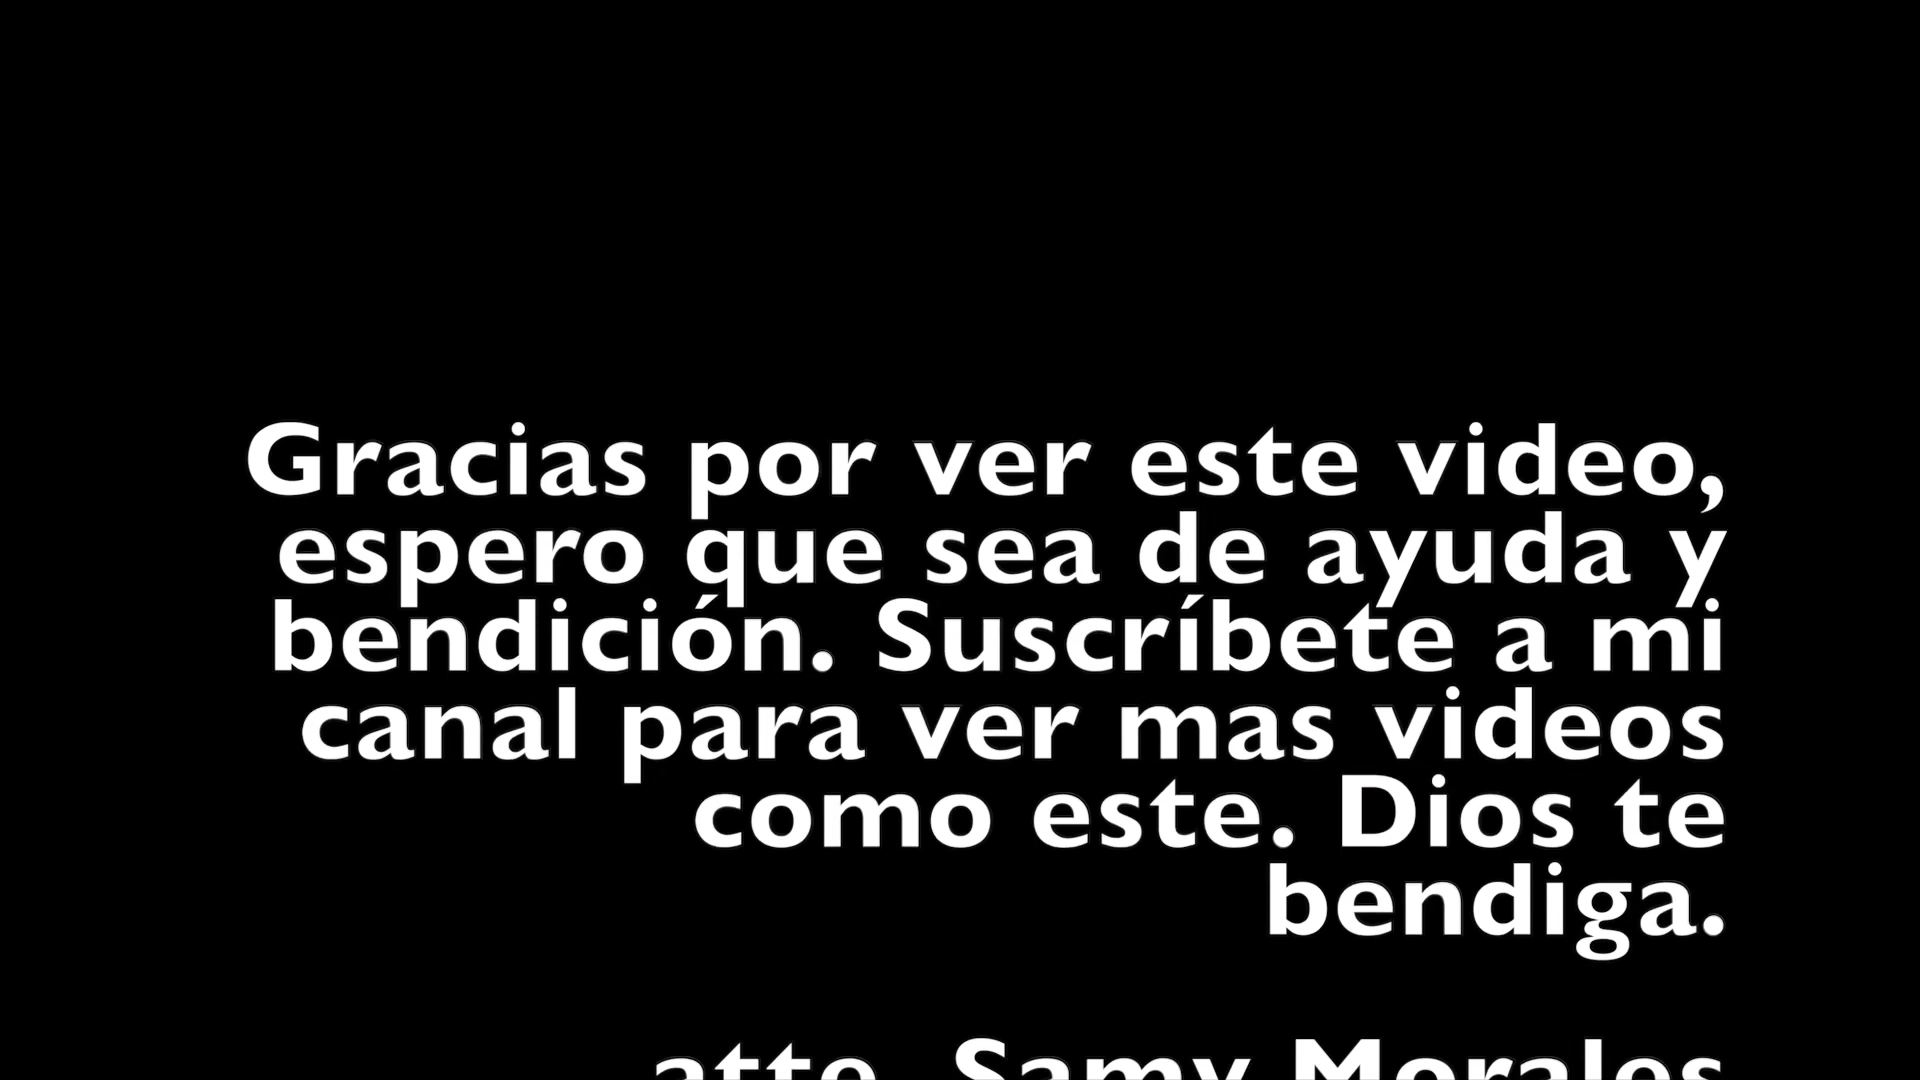 Gracias por ver este video,
espero que sea de ayuda y
bendición. Suscríbete a mi
canal para ver mas videos
como este. Dios te
bendiga.
atte. Samy Morales